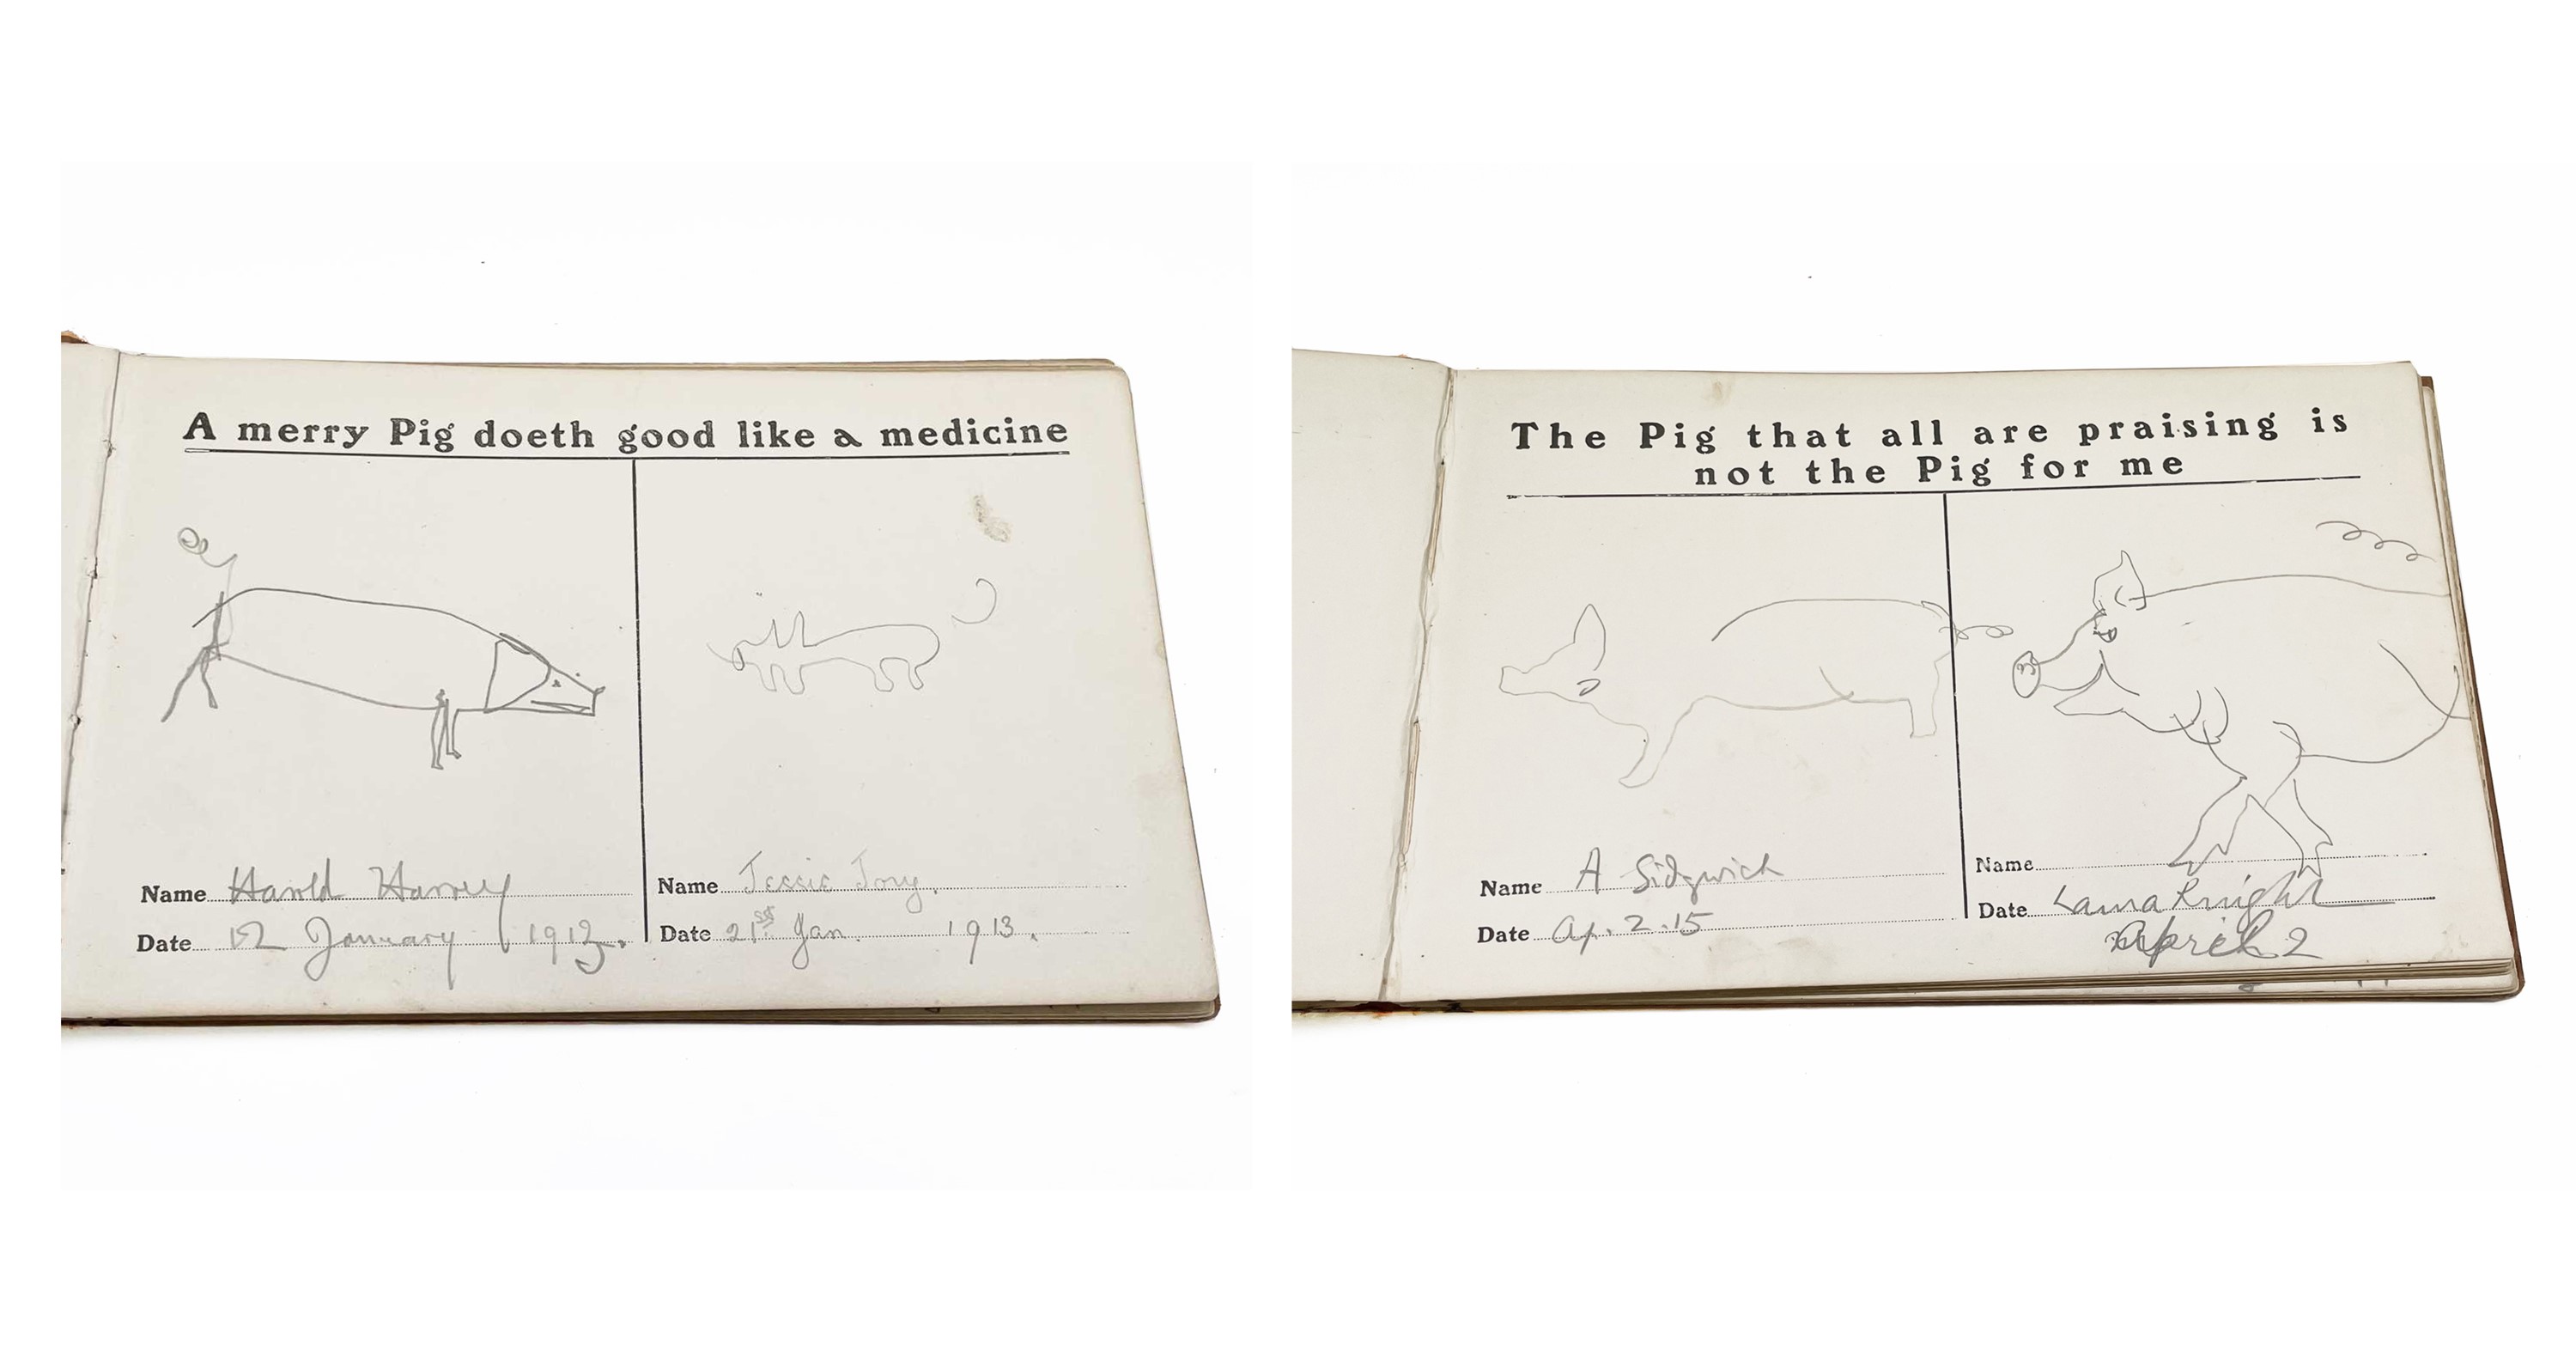 A merry Pig doeth good like a medicine
Name Harold Harvey
Date 12 January 1913.
Name Jessie Tory.
Date 21st Jan. 1913.
The Pig that all are praising is
not the Pig for me
Name A Sidgwick
Date Ap. 2. 15
Name
Date Laura Knight
April 2